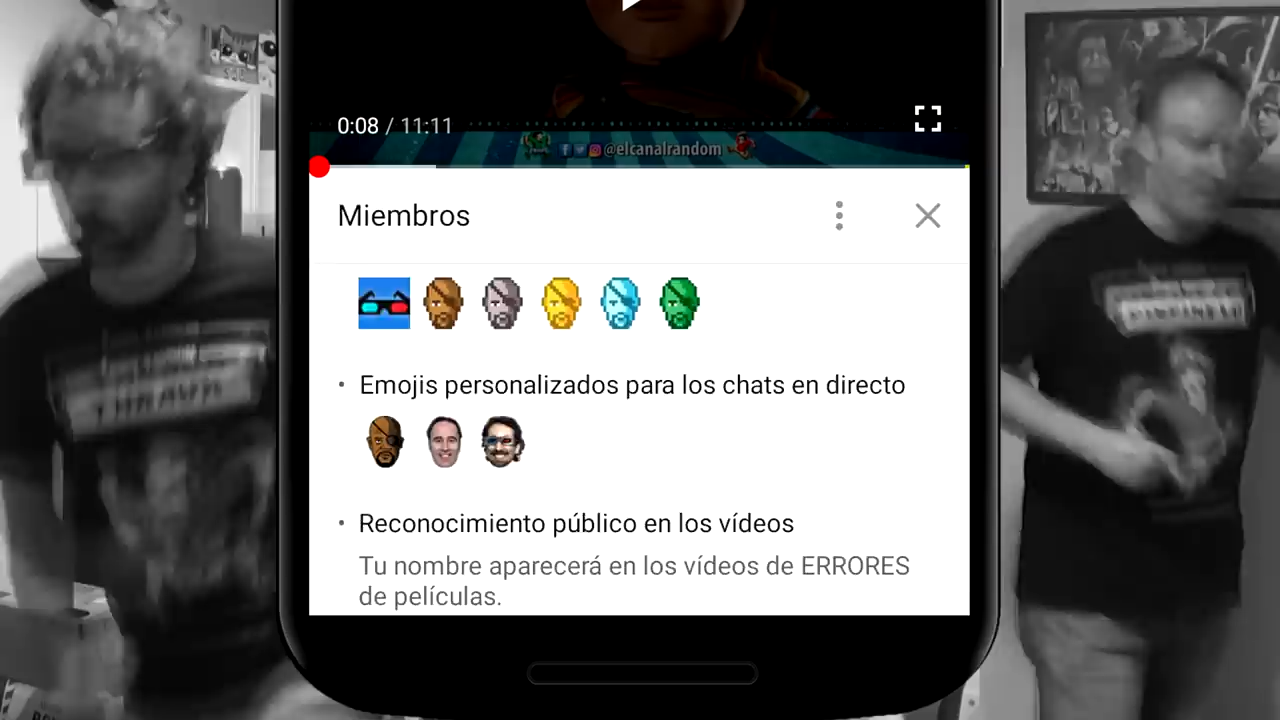 0:08 / 11:11
@elcanalrandom
Miembros
• Emojis personalizados para los chats en directo
• Reconocimiento público en los vídeos
Tu nombre aparecerá en los vídeos de ERRORES
de películas.